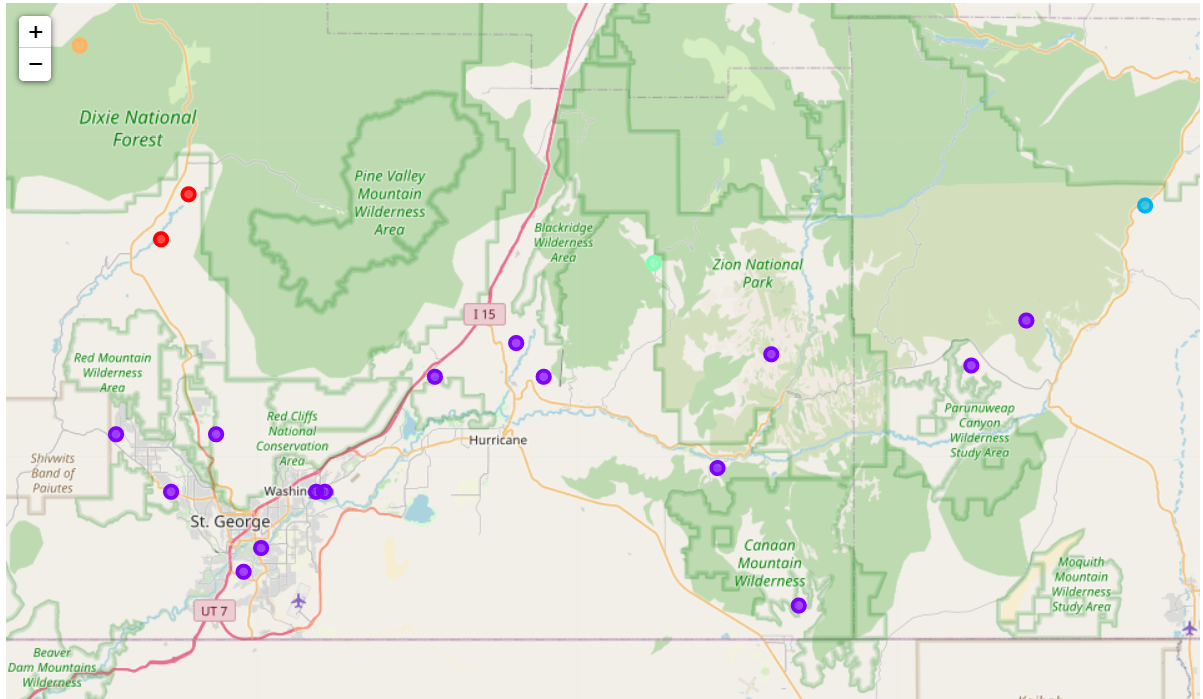 +
−
Dixie National
Forest
Pine Valley
Mountain
Wilderness
Area
Blackridge
Wilderness
Area
Zion National
Park
I 15
Red Mountain
Wilderness
Area
Red Cliffs
National
Conservation
Area
Hurricane
Parunuweap
Canyon
Wilderness
Study Area
Shivwits
Band of
Paiutes
St. George
Canaan
Mountain
Wilderness
Moquith
Mountain
Wilderness
Study Area
UT 7
Beaver
Dam Mountains
Wilderness